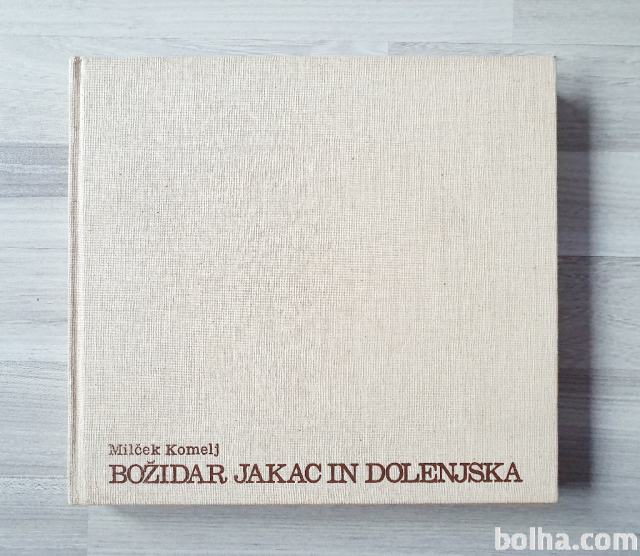 Milček Komelj
BOŽIDAR JAKAC IN DOLENJSKA
bolha.com